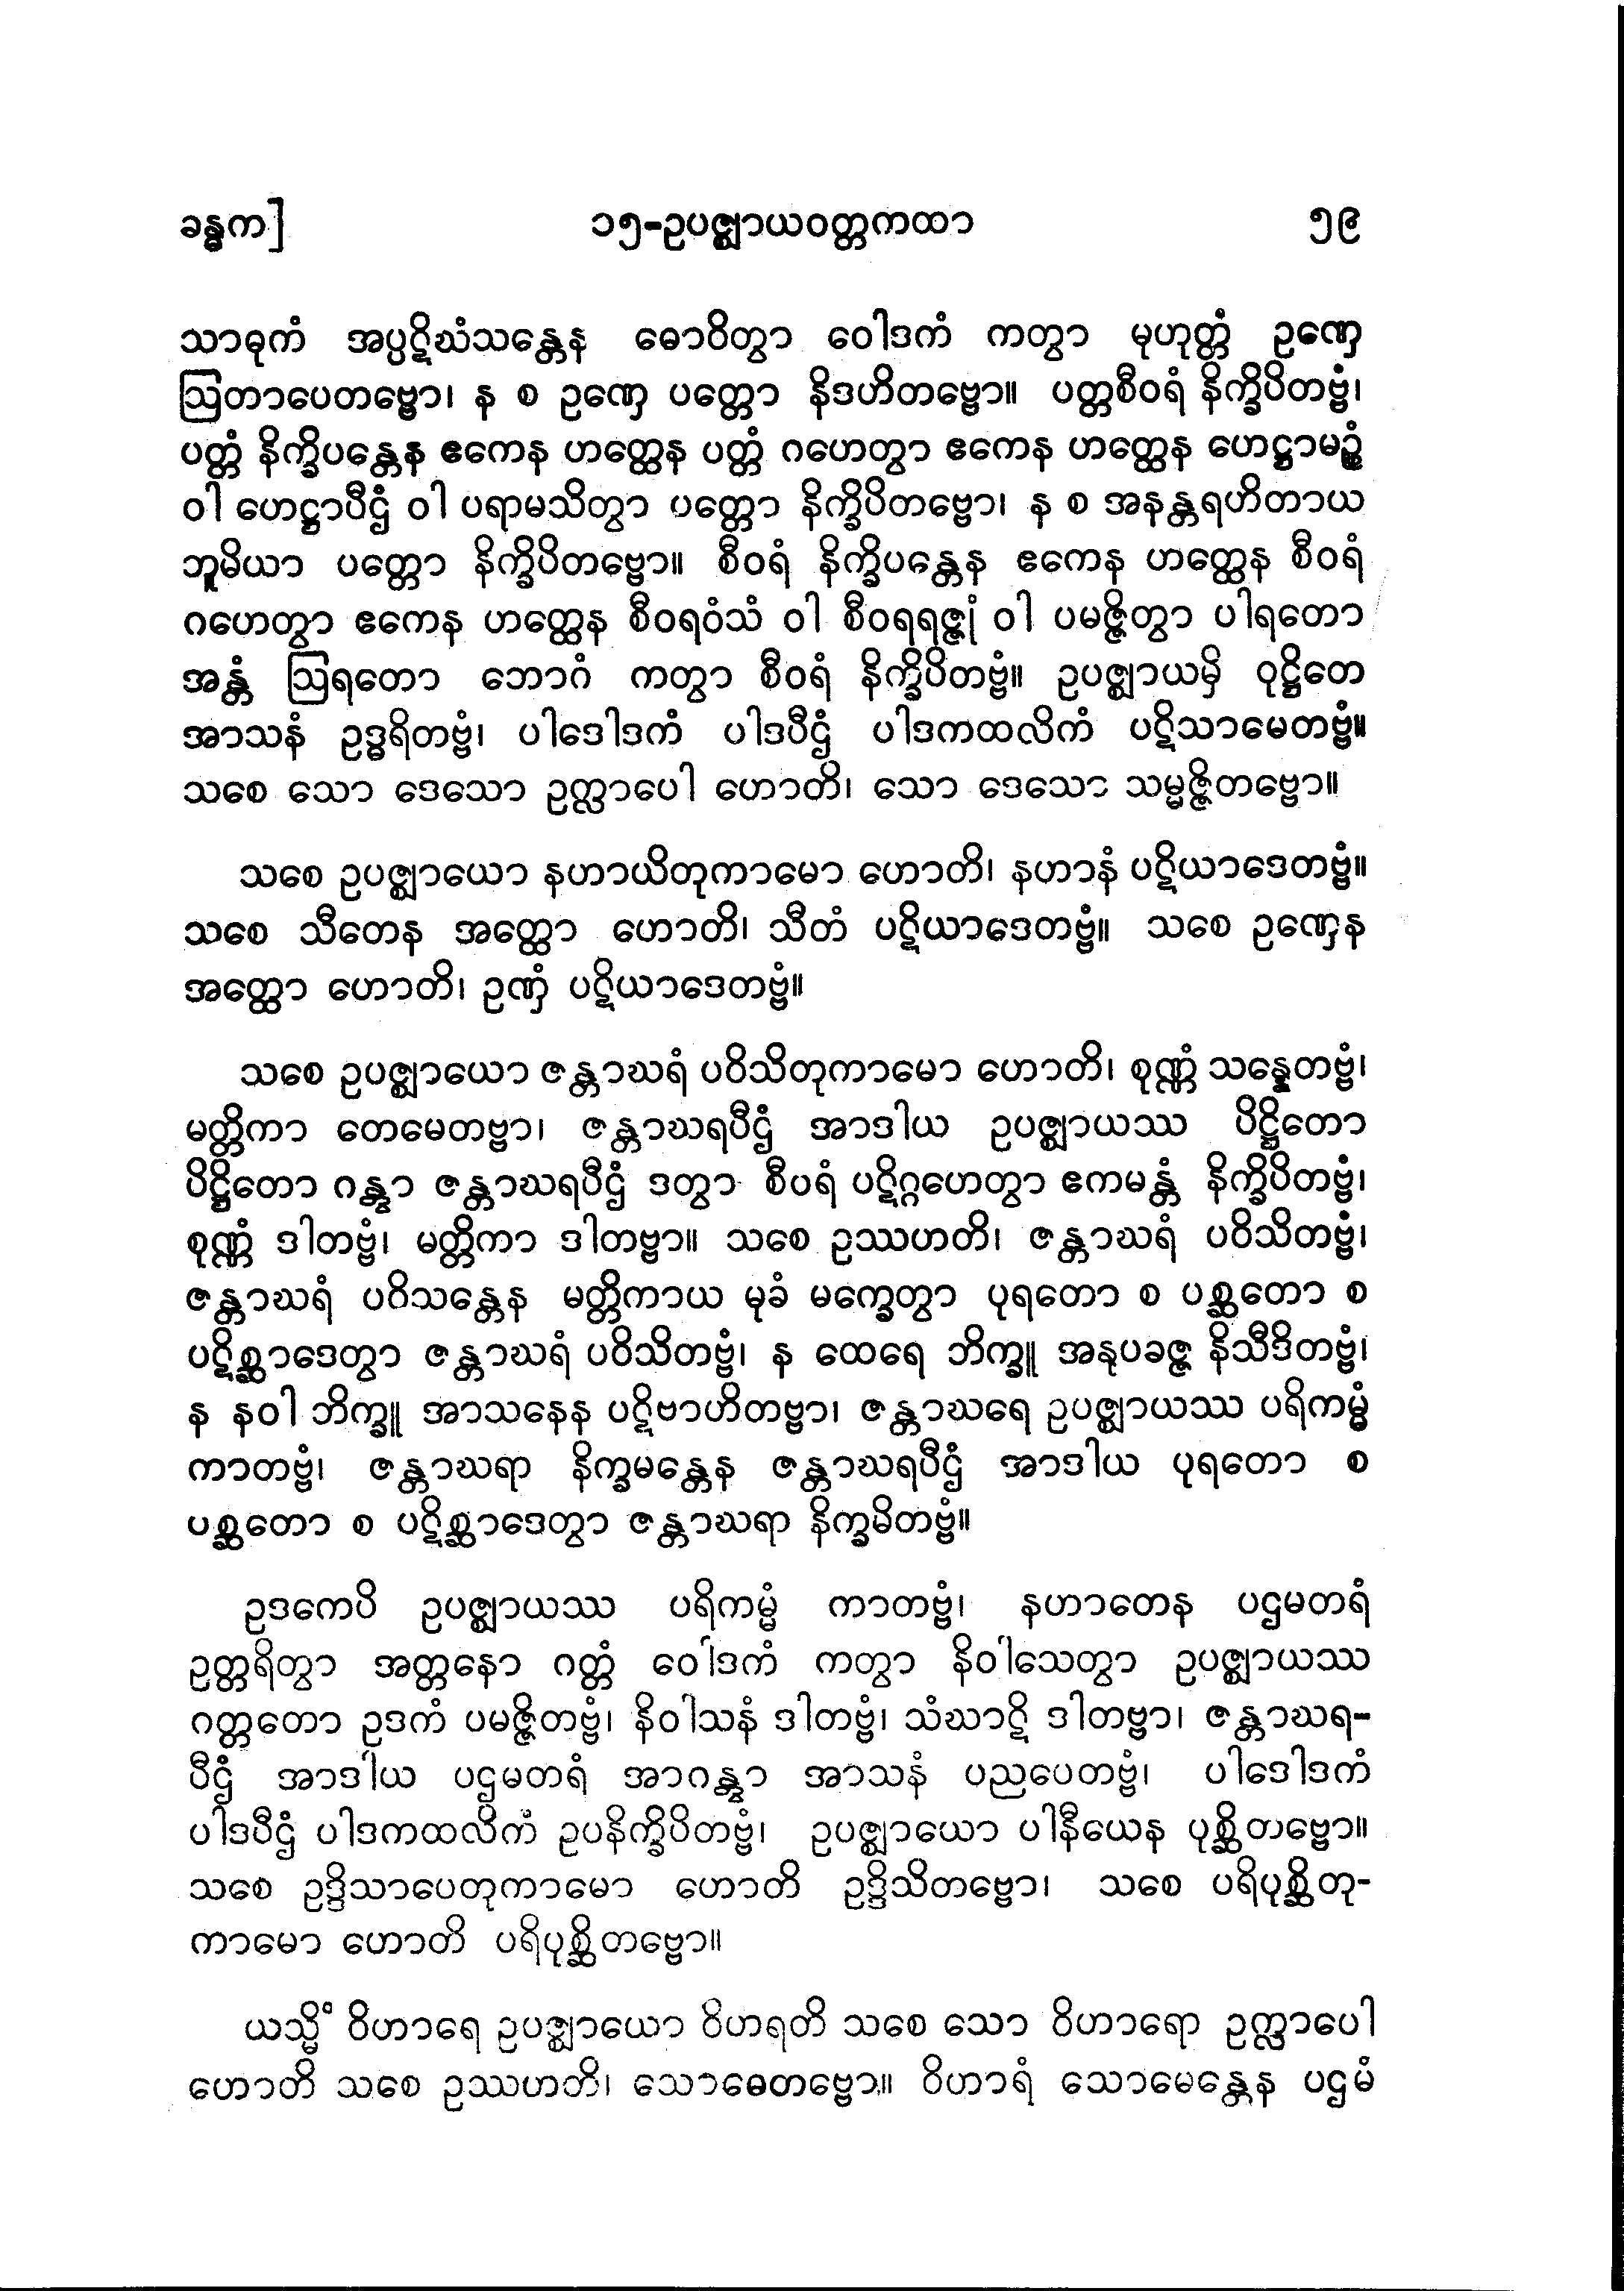 ခန္ဓက]
၁၅-ဥပဇ္ဈာယဝတ္တကထာ
၅၉
သာဓုကံ အပ္ပဋိဃံသန္တေန ဓောဝိတွာ ဝေါဒကံ ကတွာ မုဟုတ္တံ ဥဏှေ
ဩတာပေတဗ္ဗော၊ န စ ဥဏှေ ပတ္တော နိဒဟိတဗ္ဗော။ ပတ္တစီဝရံ နိက္ခိပိတဗ္ဗံ၊
ပတ္တံ နိက္ခိပန္တေန ဧကေန ဟတ္ထေန ပတ္တံ ဂဟေတွာ ဧကေန ဟတ္ထေန ဟေဋ္ဌာမဉ္စံ
ဝါ ဟေဋ္ဌာပီဌံ ဝါ ပရာမသိတွာ ပတ္တော နိက္ခိပိတဗ္ဗော၊ န စ အနန္တရဟိတာယ
ဘူမိယာ ပတ္တော နိက္ခိပိတဗ္ဗော။ စီဝရံ နိက္ခိပန္တေန ဧကေန ဟတ္ထေန စီဝရံ
ဂဟေတွာ ဧကေန ဟတ္ထေန စီဝရဝံသံ ဝါ စီဝရရဇ္ဇုံ ဝါ ပမဇ္ဇိတွာ ပါရတော
အန္တံ ဩရတော ဘောဂံ ကတွာ စီဝရံ နိက္ခိပိတဗ္ဗံ။ ဥပဇ္ဈာယမှိ ဝုဋ္ဌိတေ
အာသနံ ဥဒ္ဓရိတဗ္ဗံ၊ ပါဒေါဒကံ ပါဒပီဌံ ပါဒကထလိကံ ပဋိသာမေတဗ္ဗံ။
သစေ သော ဒေသော ဥက္လာပေါ ဟောတိ၊ သော ဒေသော သမ္မဇ္ဇိတဗ္ဗော။
သစေ ဥပဇ္ဈာယော နဟာယိတုကာမော ဟောတိ၊ နဟာနံ ပဋိယာဒေတဗ္ဗံ။
သစေ သီတေန အတ္ထော ဟောတိ၊ သီတံ ပဋိယာဒေတဗ္ဗံ။ သစေ ဥဏှေန
အတ္ထော ဟောတိ၊ ဥဏှံ ပဋိယာဒေတဗ္ဗံ။
သစေ ဥပဇ္ဈာယော ဇန္တာဃရံ ပဝိသိတုကာမော ဟောတိ၊ စုဏ္ဏံ သန္နေတဗ္ဗံ၊
မတ္တိကာ တေမေတဗ္ဗာ၊ ဇန္တာဃရပီဌံ အာဒါယ ဥပဇ္ဈာယဿ ပိဋ္ဌိတော
ပိဋ္ဌိတော ဂန္တွာ ဇန္တာဃရပီဌံ ဒတွာ စီပရံ ပဋိဂ္ဂဟေတွာ ဧကမန္တံ နိက္ခိပိတဗ္ဗံ၊
စုဏ္ဏံ ဒါတဗ္ဗံ၊ မတ္တိကာ ဒါတဗ္ဗာ။ သစေ ဥဿဟတိ၊ ဇန္တာဃရံ ပဝိသိတဗ္ဗံ၊
ဇန္တာဃရံ ပဝိသန္တေန မတ္တိကာယ မုခံ မက္ခေတွာ ပုရတော စ ပစ္ဆတော စ
ပဋိစ္ဆာဒေတွာ ဇန္တာဃရံ ပဝိသိတဗ္ဗံ၊ န ထေရေ ဘိက္ခူ အနုပခဇ္ဇ နိသီဒိတဗ္ဗံ၊
န နဝါ ဘိက္ခူ အာသနေန ပဋိဗာဟိတဗ္ဗာ၊ ဇန္တာဃရေ ဥပဇ္ဈာယဿ ပရိကမ္မံ
ကာတဗ္ဗံ၊ ဇန္တာဃရာ နိက္ခမန္တေန ဇန္တာဃရပီဌံ အာဒါယ ပုရတော စ
ပစ္ဆတော စ ပဋိစ္ဆာဒေတွာ ဇန္တာဃရာ နိက္ခမိတဗ္ဗံ။
ဥဒကေပိ ဥပဇ္ဈာယဿ ပရိကမ္မံ ကာတဗ္ဗံ၊ နဟာတေန ပဌမတရံ
ဥတ္တရိတွာ အတ္တနော ဂတ္တံ ဝေါဒကံ ကတွာ နိဝါသေတွာ ဥပဇ္ဈာယဿ
ဂတ္တတော ဥဒကံ ပမဇ္ဇိတဗ္ဗံ၊ နိဝါသနံ ဒါတဗ္ဗံ၊ သံဃာဋိ ဒါတဗ္ဗာ၊ ဇန္တာဃရ-
ပီဌံ အာဒါယ ပဌမတရံ အာဂန္တွာ အာသနံ ပညပေတဗ္ဗံ၊ ပါဒေါဒကံ
ပါဒပီဌံ ပါဒကထလိကံ ဥပနိက္ခိပိတဗ္ဗံ၊ ဥပဇ္ဈာယော ပါနီယေန ပုစ္ဆိတဗ္ဗော။
သစေ ဥဒ္ဒိသာပေတုကာမော ဟောတိ ဥဒ္ဒိသိတဗ္ဗော၊ သစေ ပရိပုစ္ဆိတု-
ကာမော ဟောတိ ပရိပုစ္ဆိတဗ္ဗော။
ယသ္မိံ ဝိဟာရေ ဥပဇ္ဈာယော ဝိဟရတိ သစေ သော ဝိဟာရော ဥက္လာပေါ
ဟောတိ သစေ ဥဿဟတိ၊ သောဓေတဗ္ဗော။ ဝိဟာရံ သောမေန္တေန ပဌမံ